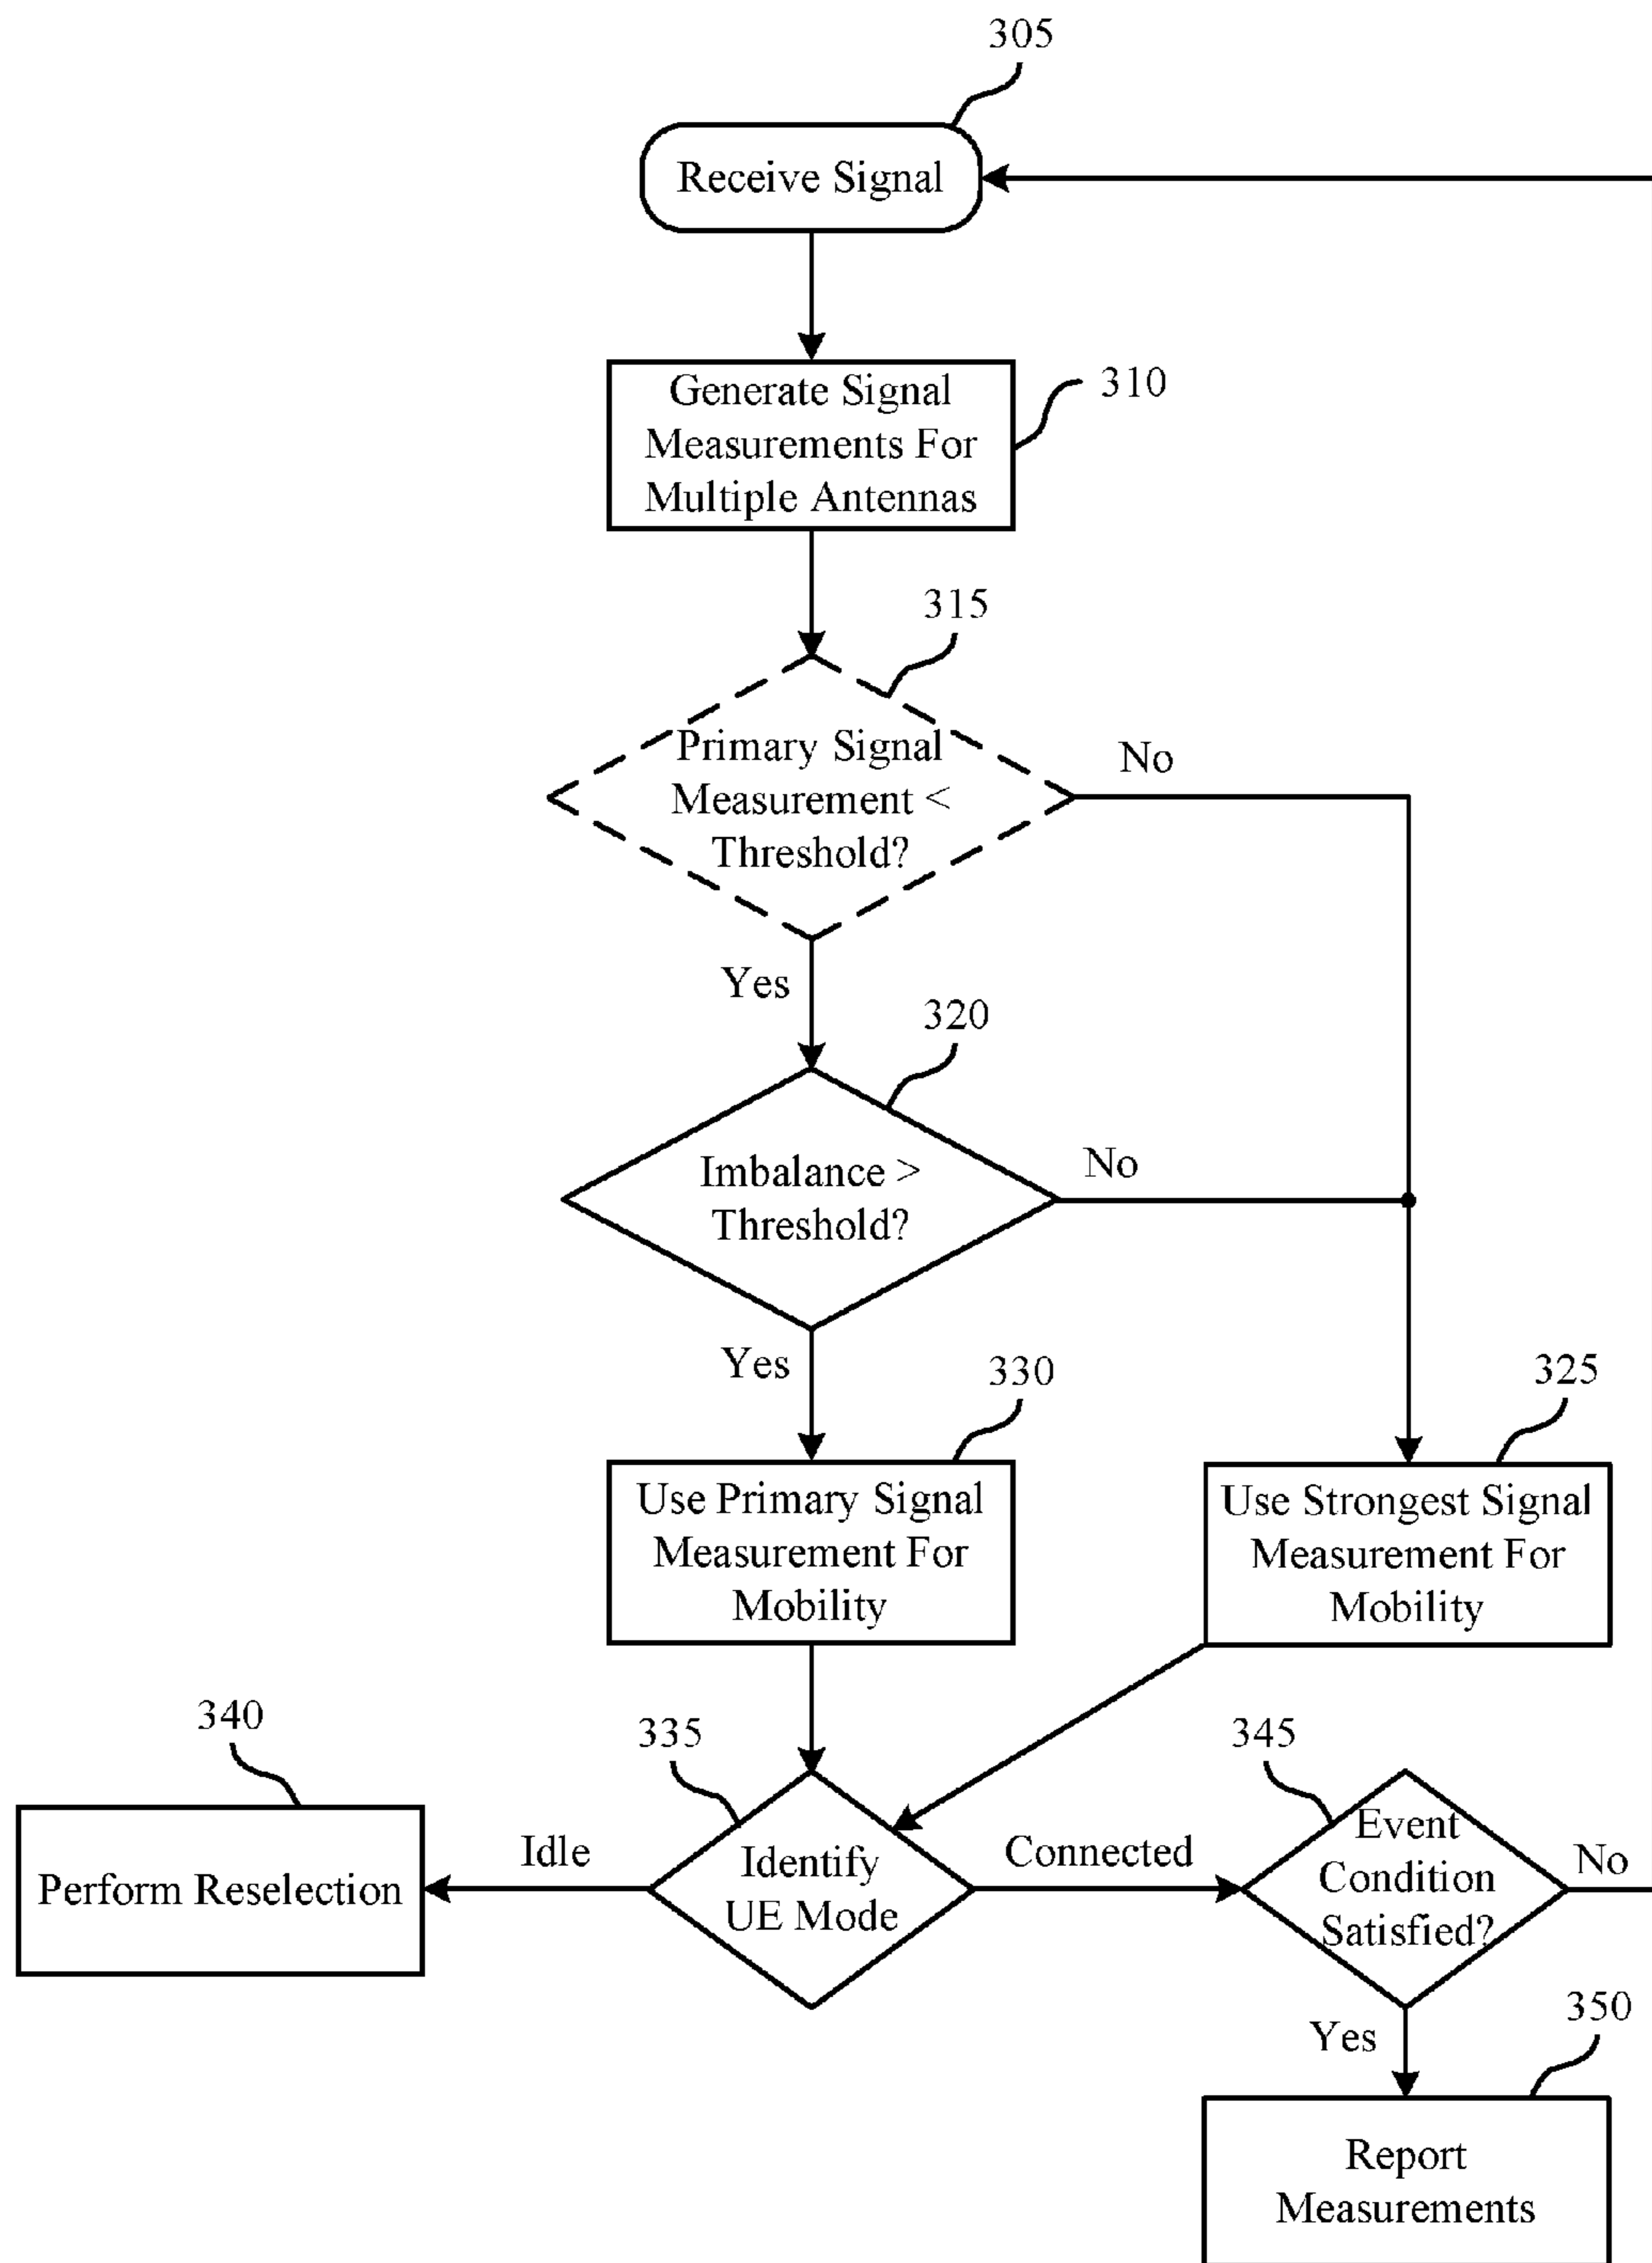 305
Receive Signal
310
Generate Signal
Measurements For
Multiple Antennas
315
Primary Signal
Measurement <
Threshold?
No
Yes
320
Imbalance >
Threshold?
No
Yes
330
325
Use Primary Signal
Measurement For
Mobility
Use Strongest Signal
Measurement For
Mobility
340
335
345
Perform Reselection
Idle
Identify
UE Mode
Connected
Event
Condition
Satisfied?
No
Yes
350
Report
Measurements